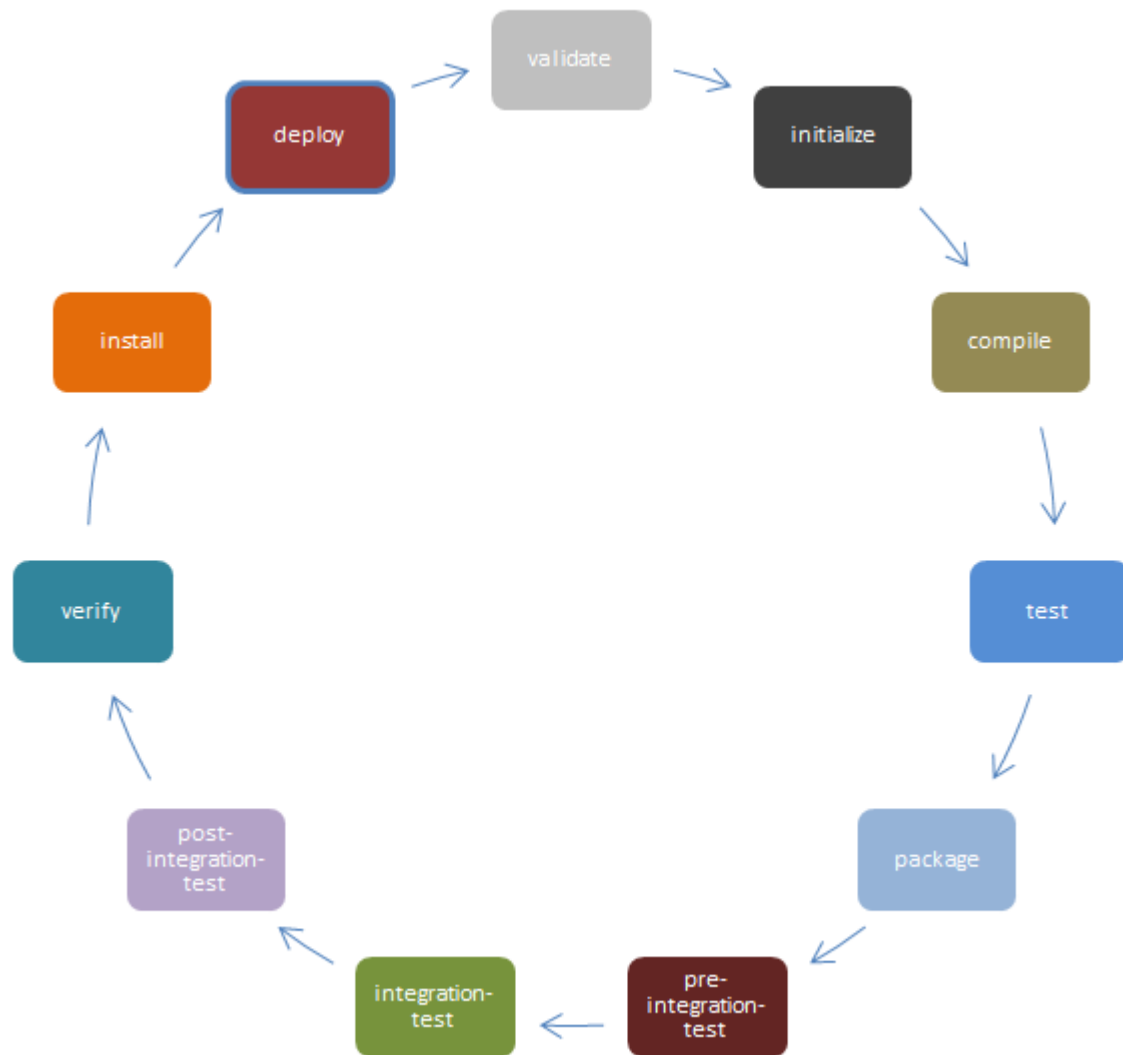 validate
initialize
compile
test
package
pre-
integration-
test
integration-
test
post-
integration-
test
verify
install
deploy